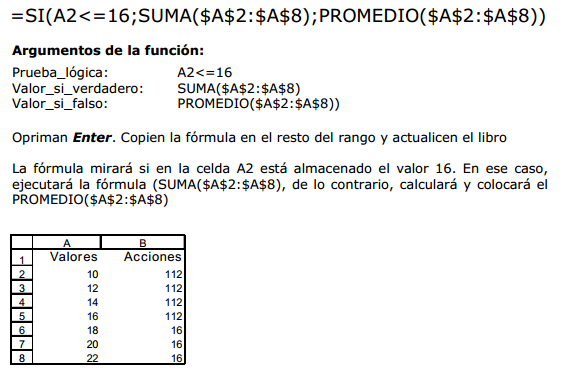 =SI(A2<=16;SUMA($A$2:$A$8);PROMEDIO($A$2:$A$8))
Argumentos de la función:
Prueba_lógica: A2<=16
Valor_si_verdadero: SUMA($A$2:$A$8)
Valor_si_falso: PROMEDIO($A$2:$A$8))
Opriman Enter. Copien la fórmula en el resto del rango y actualicen el libro
La fórmula mirará si en la celda A2 está almacenado el valor 16. En ese caso,
ejecutará la fórmula (SUMA($A$2:$A$8), de lo contrario, calculará y colocará el
PROMEDIO($A$2:$A$8)
A B
1 Valores Acciones
2 10 112
3 12 112
4 14 112
5 16 112
6 18 16
7 20 16
8 22 16